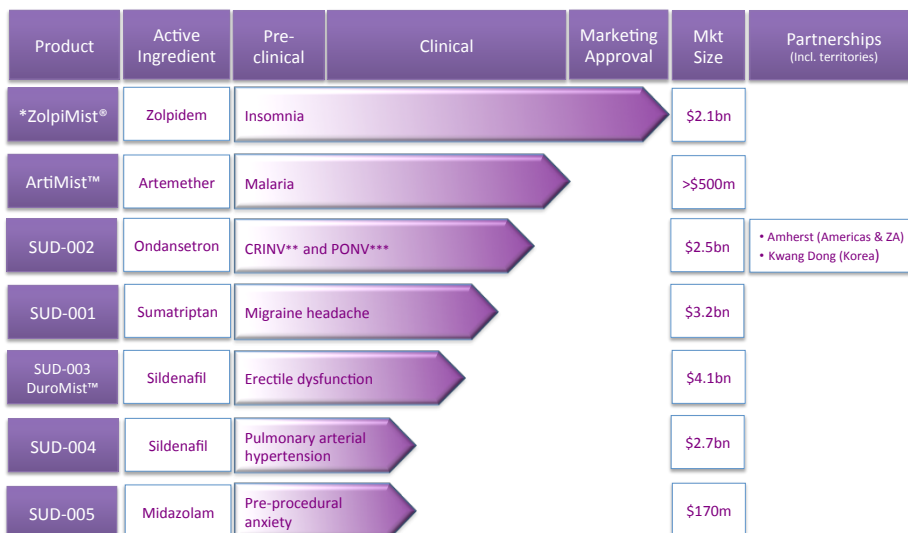 Product
Active
Ingredient
Pre-
clinical
Clinical
Marketing
Approval
Mkt
Size
Partnerships
(Incl. territories)
*ZolpiMist®
Zolpidem
Insomnia
$2.1bn
ArtiMist™
Artemether
Malaria
>$500m
SUD-002
Ondansetron
CRINV** and PONV***
$2.5bn
• Amherst (Americas & ZA)
• Kwang Dong (Korea)
SUD-001
Sumatriptan
Migraine headache
$3.2bn
SUD-003
DuroMist™
Sildenafil
Erectile dysfunction
$4.1bn
SUD-004
Sildenafil
Pulmonary arterial
hypertension
$2.7bn
SUD-005
Midazolam
Pre-procedural
anxiety
$170m